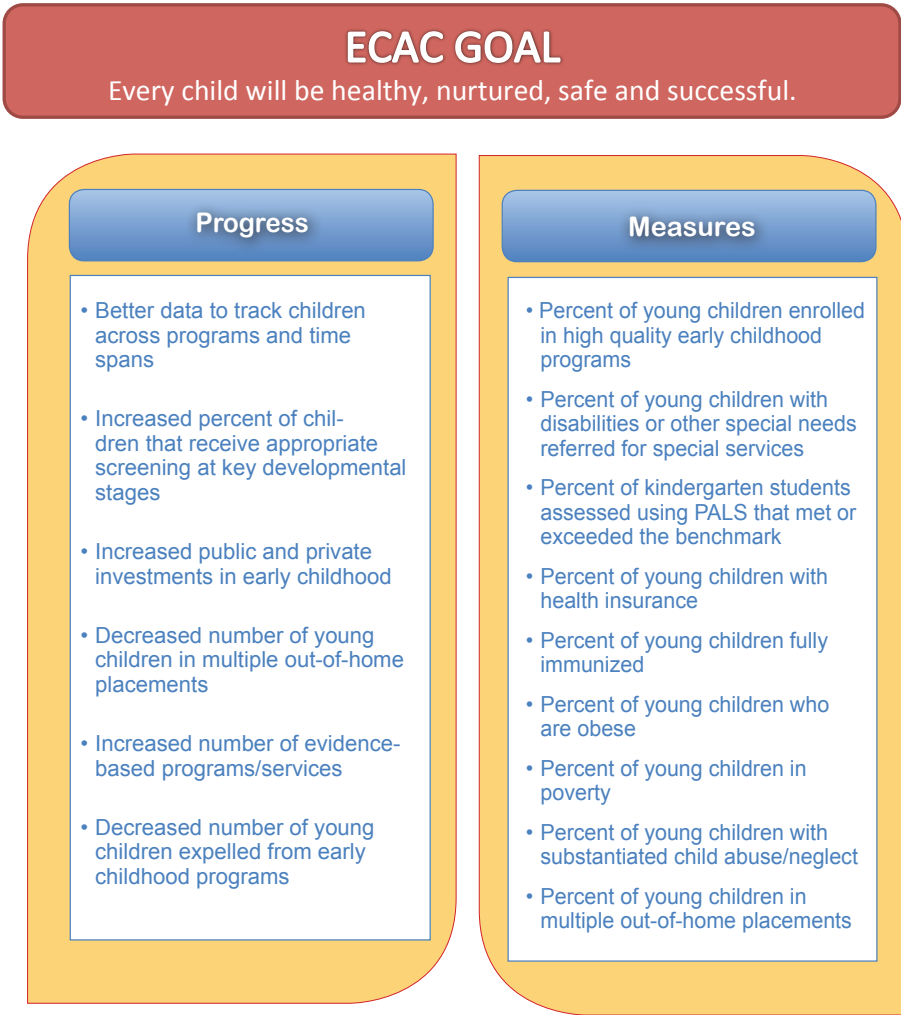 ECAC GOAL
Every child will be healthy, nurtured, safe and successful.
Progress
• Better data to track children
across programs and time
spans
• Increased percent of chil-
dren that receive appropriate
screening at key developmental
stages
• Increased public and private
investments in early childhood
• Decreased number of young
children in multiple out-of-home
placements
• Increased number of evidence-
based programs/services
• Decreased number of young
children expelled from early
childhood programs
Measures
• Percent of young children enrolled
in high quality early childhood
programs
• Percent of young children with
disabilities or other special needs
referred for special services
• Percent of kindergarten students
assessed using PALS that met or
exceeded the benchmark
• Percent of young children with
health insurance
• Percent of young children fully
immunized
• Percent of young children who
are obese
• Percent of young children in
poverty
• Percent of young children with
substantiated child abuse/neglect
• Percent of young children in
multiple out-of-home placements